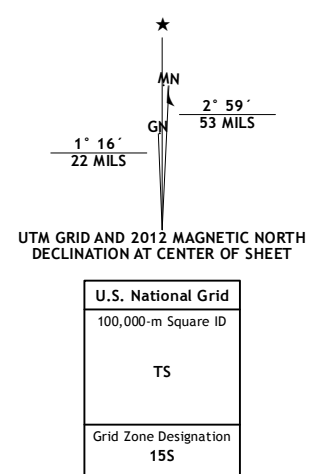 ★
MN
2° 59´
53 MILS
GN
1° 16´
22 MILS
UTM GRID AND 2012 MAGNETIC NORTH
DECLINATION AT CENTER OF SHEET
U.S. National Grid
100,000-m Square ID
TS
Grid Zone Designation
15S